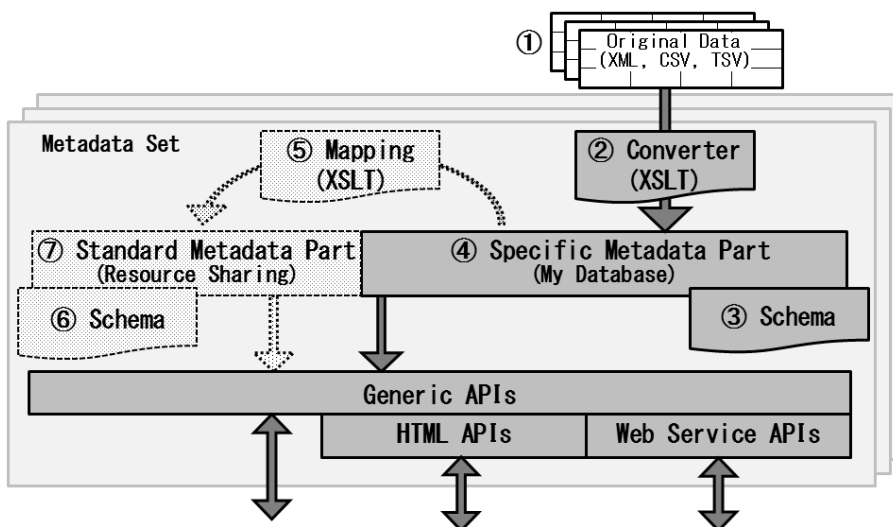 ①
Original Data
(XML, CSV, TSV)
Metadata Set
⑤ Mapping
(XSLT)
② Converter
(XSLT)
⑦ Standard Metadata Part
(Resource Sharing)
④ Specific Metadata Part
(My Database)
⑥ Schema
③ Schema
Generic APIs
HTML APIs
Web Service APIs